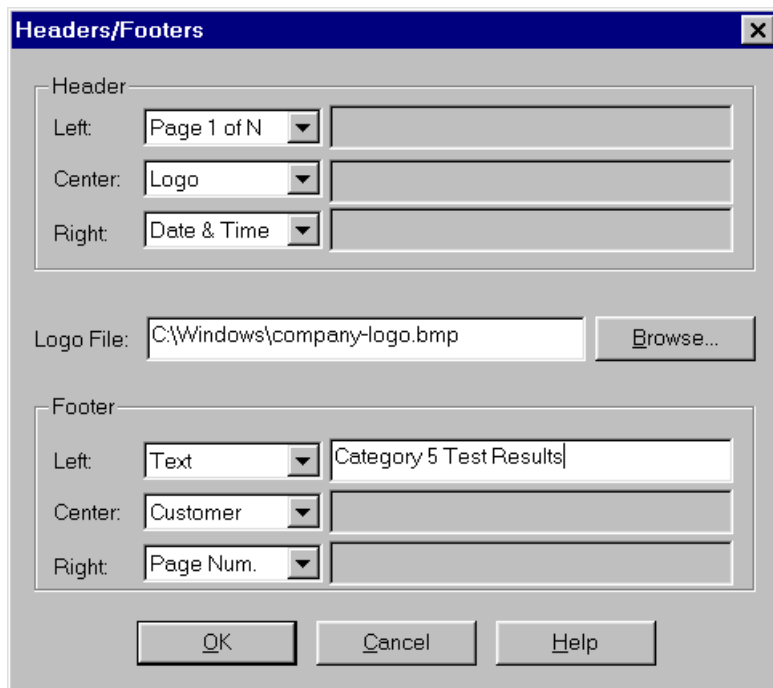 Headers/Footers
Header
Left: Page 1 of N
Center: Logo
Right: Date & Time
Logo File: C:\Windows\company-logo.bmp Browse...
Footer
Left: Text Category 5 Test Results
Center: Customer
Right: Page Num.
OK Cancel Help